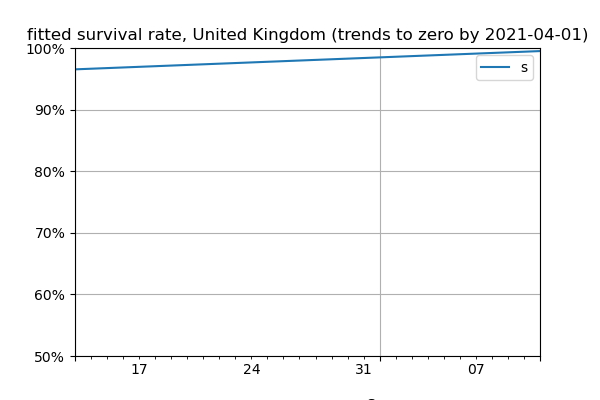 fitted survival rate, United Kingdom (trends to zero by 2021-04-01)
100%
s
90%
80%
70%
60%
50%
17 24 31 07